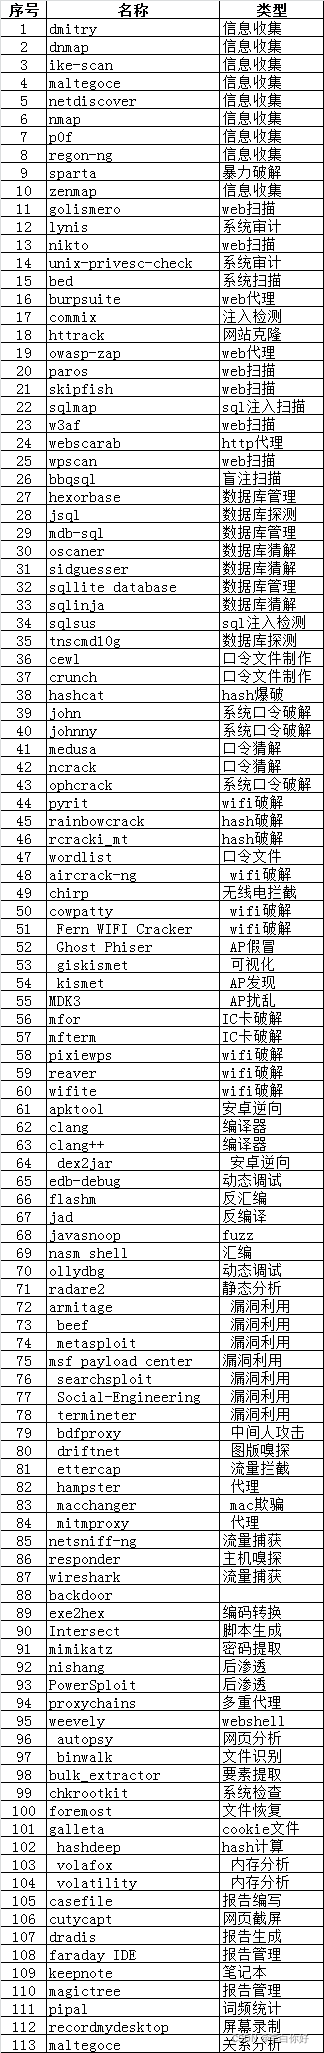 序号 名称 类型
1 dmitry 信息收集
2 dnmap 信息收集
3 ike-scan 信息收集
4 maltegoce 信息收集
5 netdiscover 信息收集
6 nmap 信息收集
7 p0f 信息收集
8 regon-ng 信息收集
9 sparta 暴力破解
10 zenmap 信息收集
11 golismero web扫描
12 lynis 系统审计
13 nikto web扫描
14 unix-privesc-check 系统审计
15 bed 系统扫描
16 burpsuite web代理
17 commix 注入检测
18 httrack 网站克隆
19 owasp-zap web代理
20 paros web扫描
21 skipfish web扫描
22 sqlmap sql注入扫描
23 w3af web扫描
24 webscarab http代理
25 wpscan web扫描
26 bbqsql 盲注扫描
27 hexorbase 数据库管理
28 jsql 数据库探测
29 mdb-sql 数据库管理
30 oscaner 数据库猜解
31 sidguesser 数据库猜解
32 sqllite database 数据库管理
33 sqlinja 数据库猜解
34 sqlsus sql注入检测
35 tnscmd10g 数据库探测
36 cewl 口令文件制作
37 crunch 口令文件制作
38 hashcat hash爆破
39 john 系统口令破解
40 johnny 系统口令破解
41 medusa 口令猜解
42 ncrack 口令猜解
43 ophcrack 系统口令破解
44 pyrit wifi破解
45 rainbowcrack hash破解
46 rcracki_mt hash破解
47 wordlist 口令文件
48 aircrack-ng wifi破解
49 chirp 无线电拦截
50 cowpatty wifi破解
51 Fern WIFI Cracker wifi破解
52 Ghost Phiser AP假冒
53 giskismet 可视化
54 kismet AP发现
55 MDK3 AP扰乱
56 mfor IC卡破解
57 mfterm IC卡破解
58 pixiewps wifi破解
59 reaver wifi破解
60 wifite wifi破解
61 apktool 安卓逆向
62 clang 编译器
63 clang++ 编译器
64 dex2jar 安卓逆向
65 edb-debug 动态调试
66 flashm 反汇编
67 jad 反编译
68 javasnoop fuzz
69 nasm shell 汇编
70 ollydbg 动态调试
71 radare2 静态分析
72 armitage 漏洞利用
73 beef 漏洞利用
74 metasploit 漏洞利用
75 msf payload center 漏洞利用
76 searchsploit 漏洞利用
77 Social-Engineering 漏洞利用
78 termineter 漏洞利用
79 bdfproxy 中间人攻击
80 driftnet 图版嗅探
81 ettercap 流量拦截
82 hampster 代理
83 macchanger mac欺骗
84 mitmproxy 代理
85 netsniff-ng 流量捕获
86 responder 主机嗅探
87 wireshark 流量捕获
88 backdoor
89 exe2hex 编码转换
90 Intersect 脚本生成
91 mimikatz 密码提取
92 nishang 后渗透
93 PowerSploit 后渗透
94 proxychains 多重代理
95 weevely webshell
96 autopsy 网页分析
97 binwalk 文件识别
98 bulk_extractor 要素提取
99 chkrootkit 系统检查
100 foremost 文件恢复
101 galleta cookie文件
102 hashdeep hash计算
103 volafox 内存分析
104 volatility 内存分析
105 casefile 报告编写
106 cutycapt 网页截屏
107 dradis 报告生成
108 faraday IDE 报告管理
109 keepnote 笔记本
110 magictree 报告管理
111 pipal 词频统计
112 recordmydesktop 屏幕录制
113 maltegoce 关系分析